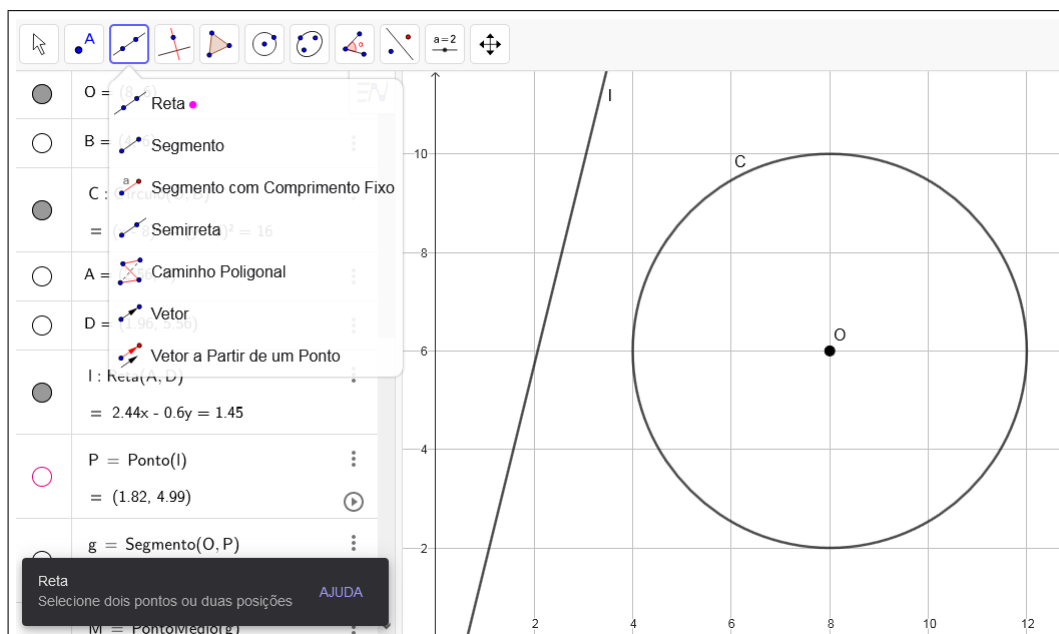 A
α
a=2
O = (8, 6)
Reta
B =
Segmento
a
Segmento com Comprimento Fixo
C :
= ² = 16
Semirreta
A =
Caminho Poligonal
D = (1.96, 5.56)
Vetor
Vetor a Partir de um Ponto
l : Reta(A, D)
= 2.44x - 0.6y = 1.45
P = Ponto(l)
= (1.82, 4.99)
g = Segmento(O, P)
Reta
Selecione dois pontos ou duas posições
AJUDA
M = PontoMédio(g)
l
C
O
10
8
6
4
2
2
4
6
8
10
12